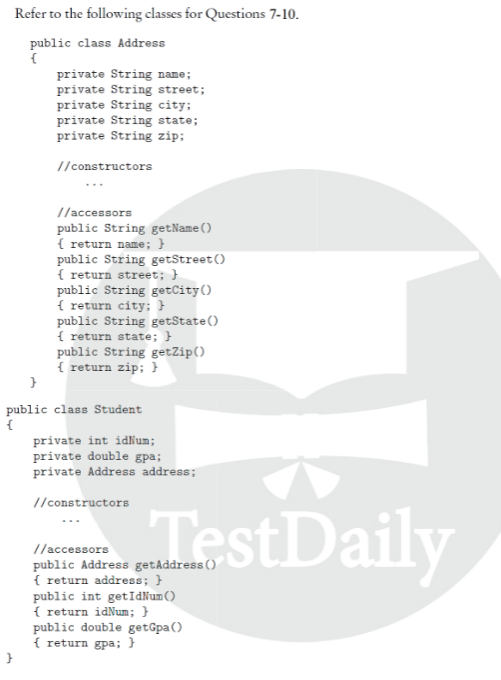 Refer to the following classes for Questions 7-10.
public class Address
{
private String name;
private String street;
private String city;
private String state;
private String zip;
//constructors
...
//accessors
public String getName()
{ return name; }
public String getStreet()
{ return street; }
public String getCity()
{ return city; }
public String getState()
{ return state; }
public String getZip()
{ return zip; }
}
public class Student
{
private int idNum;
private double gpa;
private Address address;
//constructors
...
TestDaily
//accessors
public Address getAddress()
{ return address; }
public int getIdNum()
{ return idNum; }
public double getGpa()
{ return gpa; }
}